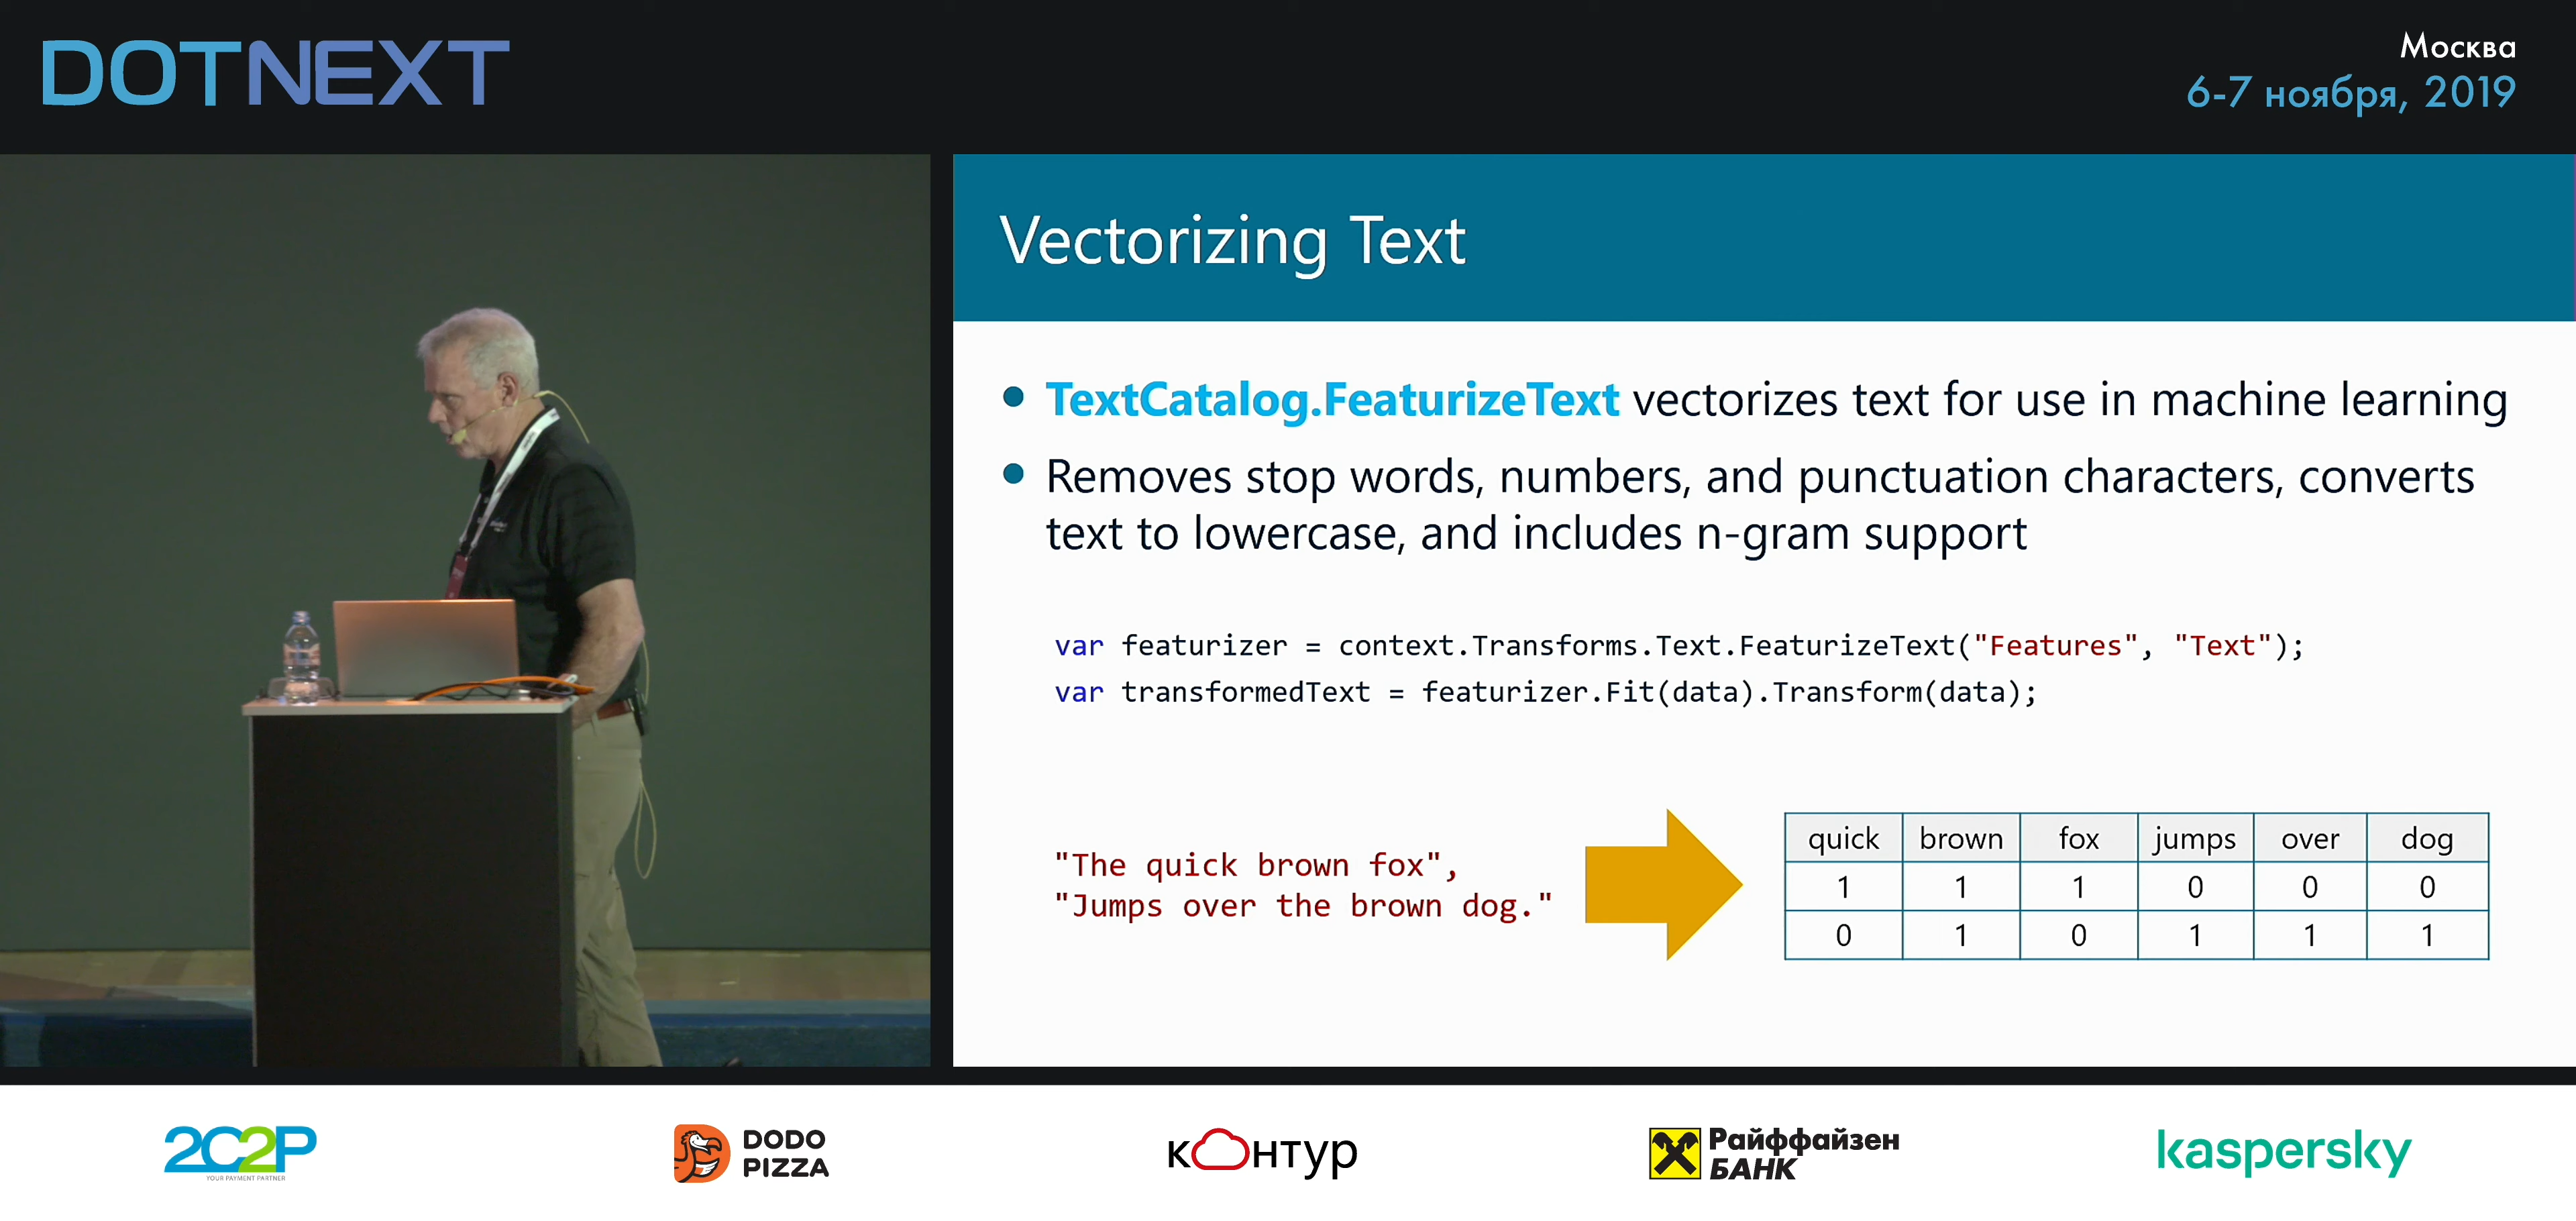 DOTNEXT
Москва
6-7 ноября, 2019
Vectorizing Text
TextCatalog.FeaturizeText vectorizes text for use in machine learning
Removes stop words, numbers, and punctuation characters, converts
text to lowercase, and includes n-gram support
var featurizer = context.Transforms.Text.FeaturizeText("Features", "Text");
var transformedText = featurizer.Fit(data).Transform(data);
"The quick brown fox",
"Jumps over the brown dog."
quick brown fox jumps over dog
1 1 1 0 0 0
0 1 0 1 1 1
2C2P
YOUR PAYMENT PARTNER
DODO
PIZZA
контур
Райффайзен
БАНК
kaspersky